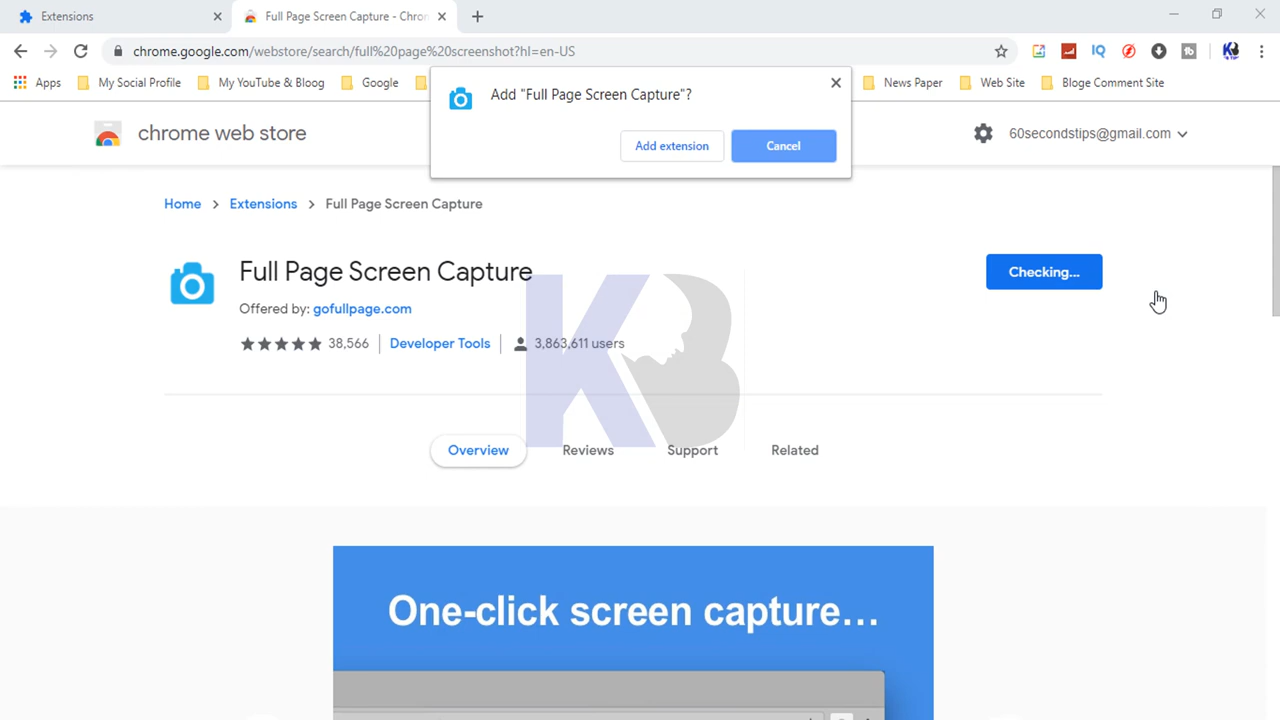 Extensions
Full Page Screen Capture - Chro
chrome.google.com/webstore/search/full%20page%20screenshot?hl=en-US
IQ
Apps
My Social Profile
My YouTube & Bloog
Google
News Paper
Web Site
Bloge Comment Site
Add "Full Page Screen Capture"?
Add extension
Cancel
chrome web store
60secondstips@gmail.com
Home
Extensions
Full Page Screen Capture
Full Page Screen Capture
Checking...
Offered by: gofullpage.com
38,566
Developer Tools
3,863,611 users
KB
Overview
Reviews
Support
Related
One-click screen capture...